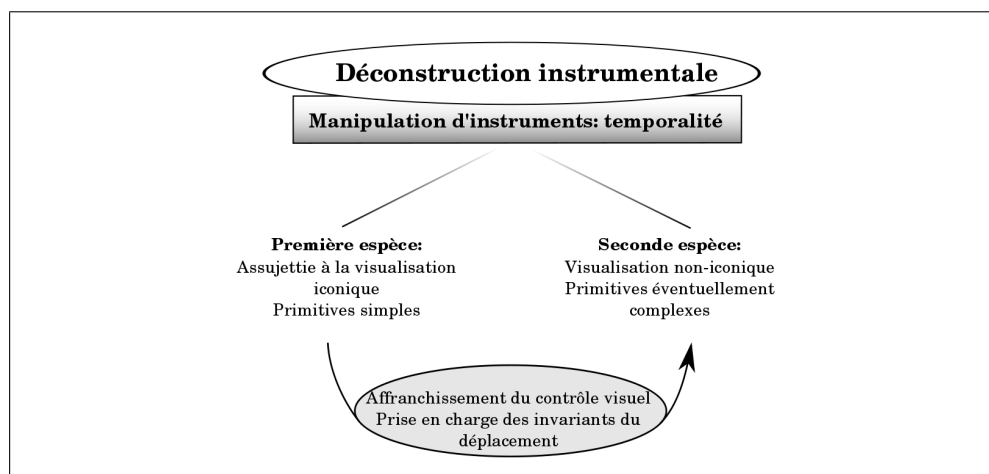 Déconstruction instrumentale
Manipulation d'instruments: temporalité
Première espèce:
Assujettie à la visualisation
iconique
Primitives simples
Seconde espèce:
Visualisation non-iconique
Primitives éventuellement
complexes
Affranchissement du contrôle visuel
Prise en charge des invariants du
déplacement